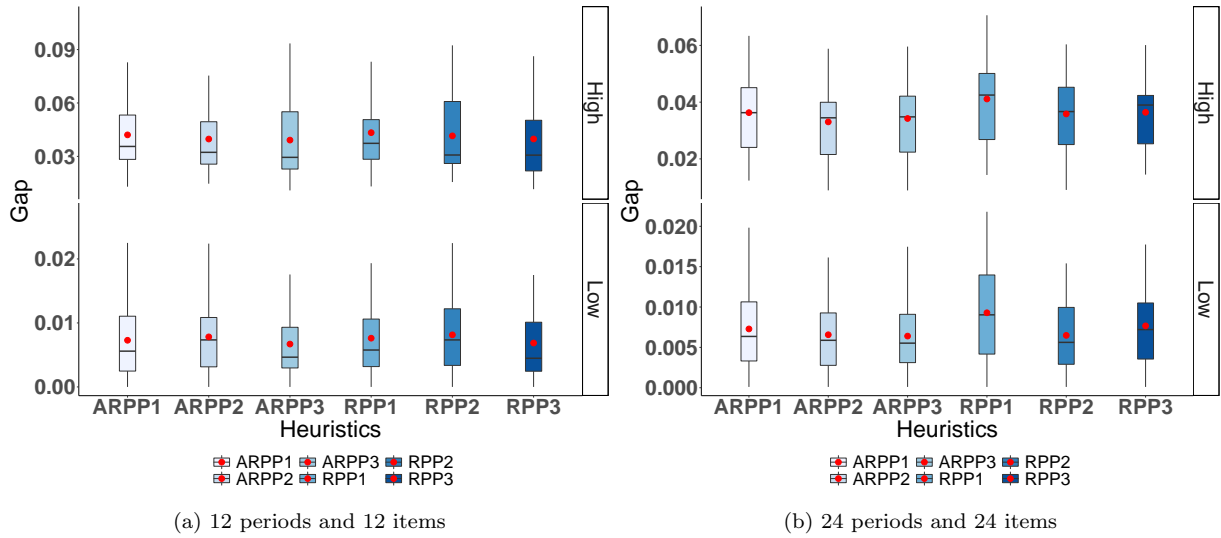 Gap
0.09
0.06
0.03
High
0.02
0.01
0.00
Low
ARPP1 ARPP2 ARPP3 RPP1 RPP2 RPP3
Heuristics
ARPP1 ARPP3 RPP2
ARPP2 RPP1 RPP3
(a) 12 periods and 12 items
Gap
0.06
0.04
0.02
High
0.020
0.015
0.010
0.005
0.000
Low
ARPP1 ARPP2 ARPP3 RPP1 RPP2 RPP3
Heuristics
ARPP1 ARPP3 RPP2
ARPP2 RPP1 RPP3
(b) 24 periods and 24 items